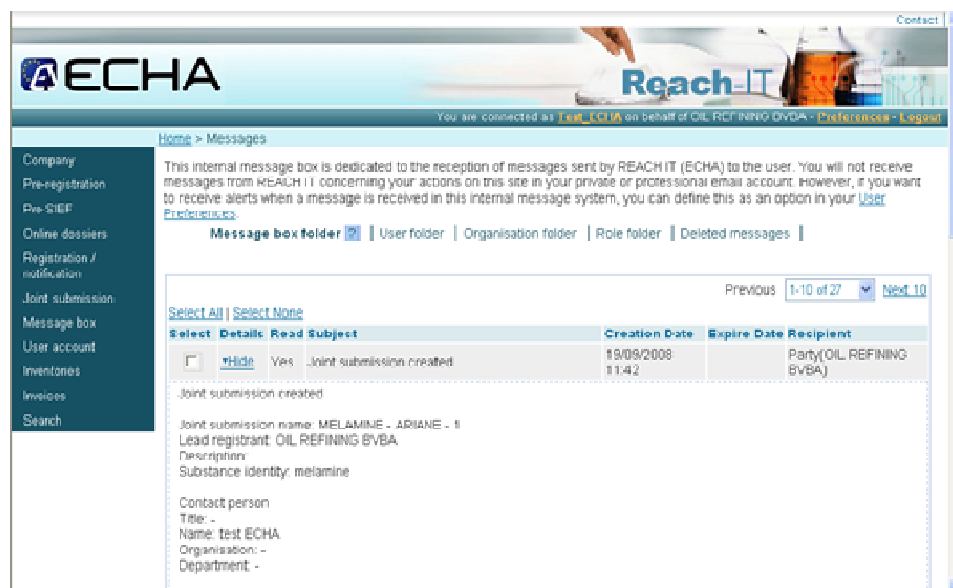 Contact
ECHA
Reach-IT
You are connected as Test_ECHA on behalf of OIL REFINING BVBA - Preferences - Logout
Home > Messages
Company
Pre-registration
Pre-SIEF
Online dossiers
Registration /
notification
Joint submission
Message box
User account
Inventories
Invoices
Search
This internal message box is dedicated to the reception of messages sent by REACH IT (ECHA) to the user. You will not receive
messages from REACH IT concerning your actions on this site in your private or professional email account. However, if you want
to receive alerts when a message is received in this internal message system, you can define this as an option in your User
Preferences.
Message box folder ? | User folder | Organisation folder | Role folder | Deleted messages |
Previous 1-10 of 27 Next 10
Select All | Select None
Select Details Read Subject Creation Date Expire Date Recipient
Hide Yes Joint submission created 19/09/2008 Party(OIL REFINING
11:42 BVBA)
Joint submission created
Joint submission name: MELAMINE - ARIANE - 1
Lead registrant: OIL REFINING BVBA
Description:
Substance identity: melamine
Contact person
Title: -
Name: test ECHA
Organisation: -
Department: -